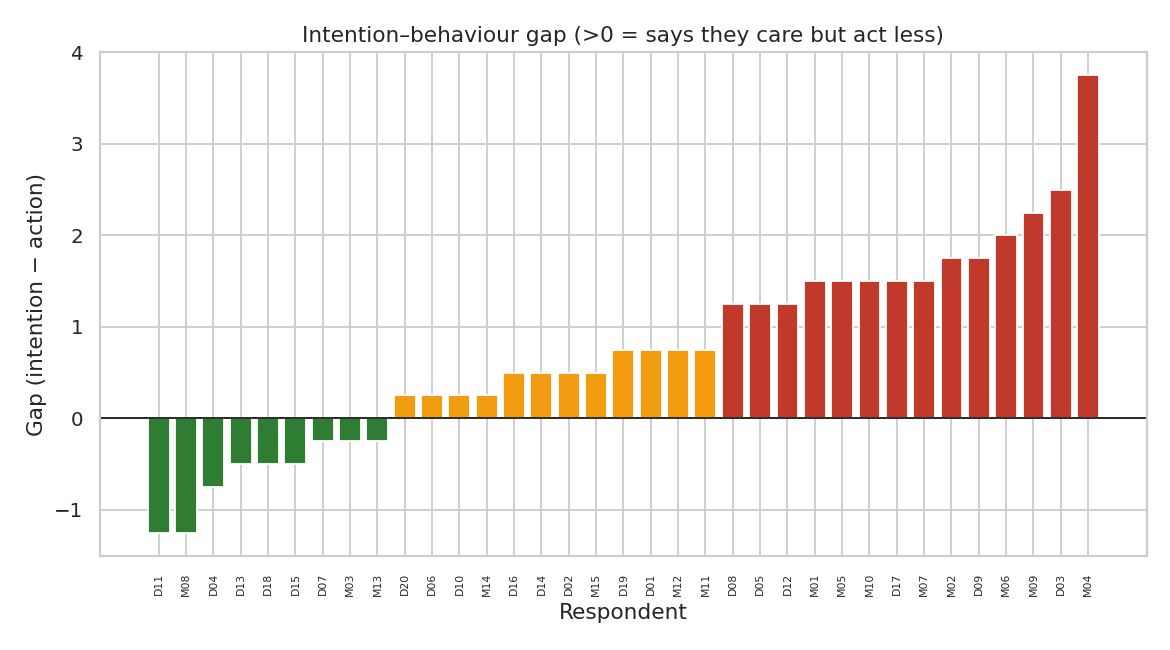 Intention–behaviour gap (>0 = says they care but act less)
Gap (intention − action)
4
3
2
1
0
−1
D11 M08 D04 D13 D18 D15 D07 M03 M13 D20 D06 D10 M14 D16 D14 D02 M15 D19 D01 M12 M11 D08 D05 D12 M01 M05 M10 D17 M07 M02 D09 M06 M09 D03 M04
Respondent